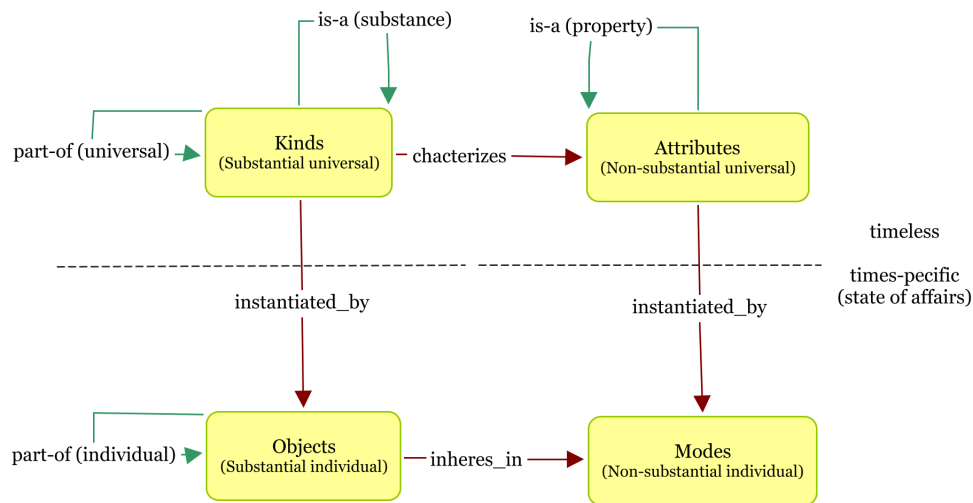 is-a (substance)
is-a (property)
Kinds
(Substantial universal)
part-of (universal)
chacterizes
Attributes
(Non-substantial universal)
timeless
times-pecific
(state of affairs)
instantiated_by
instantiated_by
Objects
(Substantial individual)
part-of (individual)
inheres_in
Modes
(Non-substantial individual)